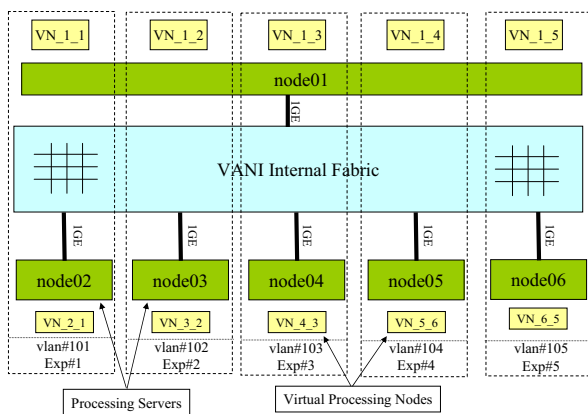 VN_1_1 VN_1_2 VN_1_3 VN_1_4 VN_1_5
node01
1GE
VANI Internal Fabric
1GE 1GE 1GE 1GE 1GE
node02 node03 node04 node05 node06
VN_2_1 VN_3_2 VN_4_3 VN_5_6 VN_6_5
vlan#101 vlan#102 vlan#103 vlan#104 vlan#105
Exp#1 Exp#2 Exp#3 Exp#4 Exp#5
Processing Servers Virtual Processing Nodes